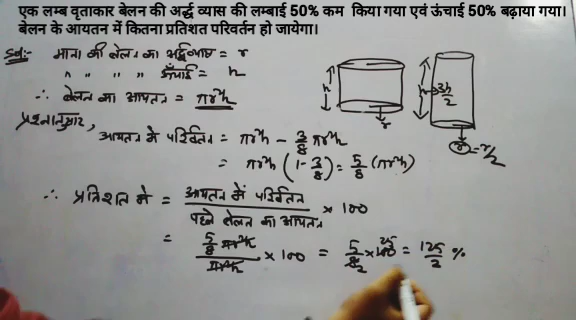 एक लम्ब वृताकार बेलन की अर्द्ध व्यास की लम्बाई 50% कम किया गया एवं ऊंचाई 50% बढ़ाया गया।
बेलन के आयतन में कितना प्रतिशत परिवर्तन हो जायेगा।
हल:- माना की बेलन का अर्द्धव्यास = r
" " " " ऊँचाई = h
∴ बेलन का आयतन = πr²h
प्रश्नानुसार,
आयतन मे परिवर्तन = πr²h - 3/8 πr²h
= πr²h (1 - 3/8) = 5/8 (πr²h)
∴ प्रतिशत मे = आयतन में परिवर्तन / पहले बेलन का आयतन × 100
= 5/8 πr²h / πr²h × 100 = 5/8 × 100 = 125/2 %
h
r
h = 3h/2
r = r/2
25
2